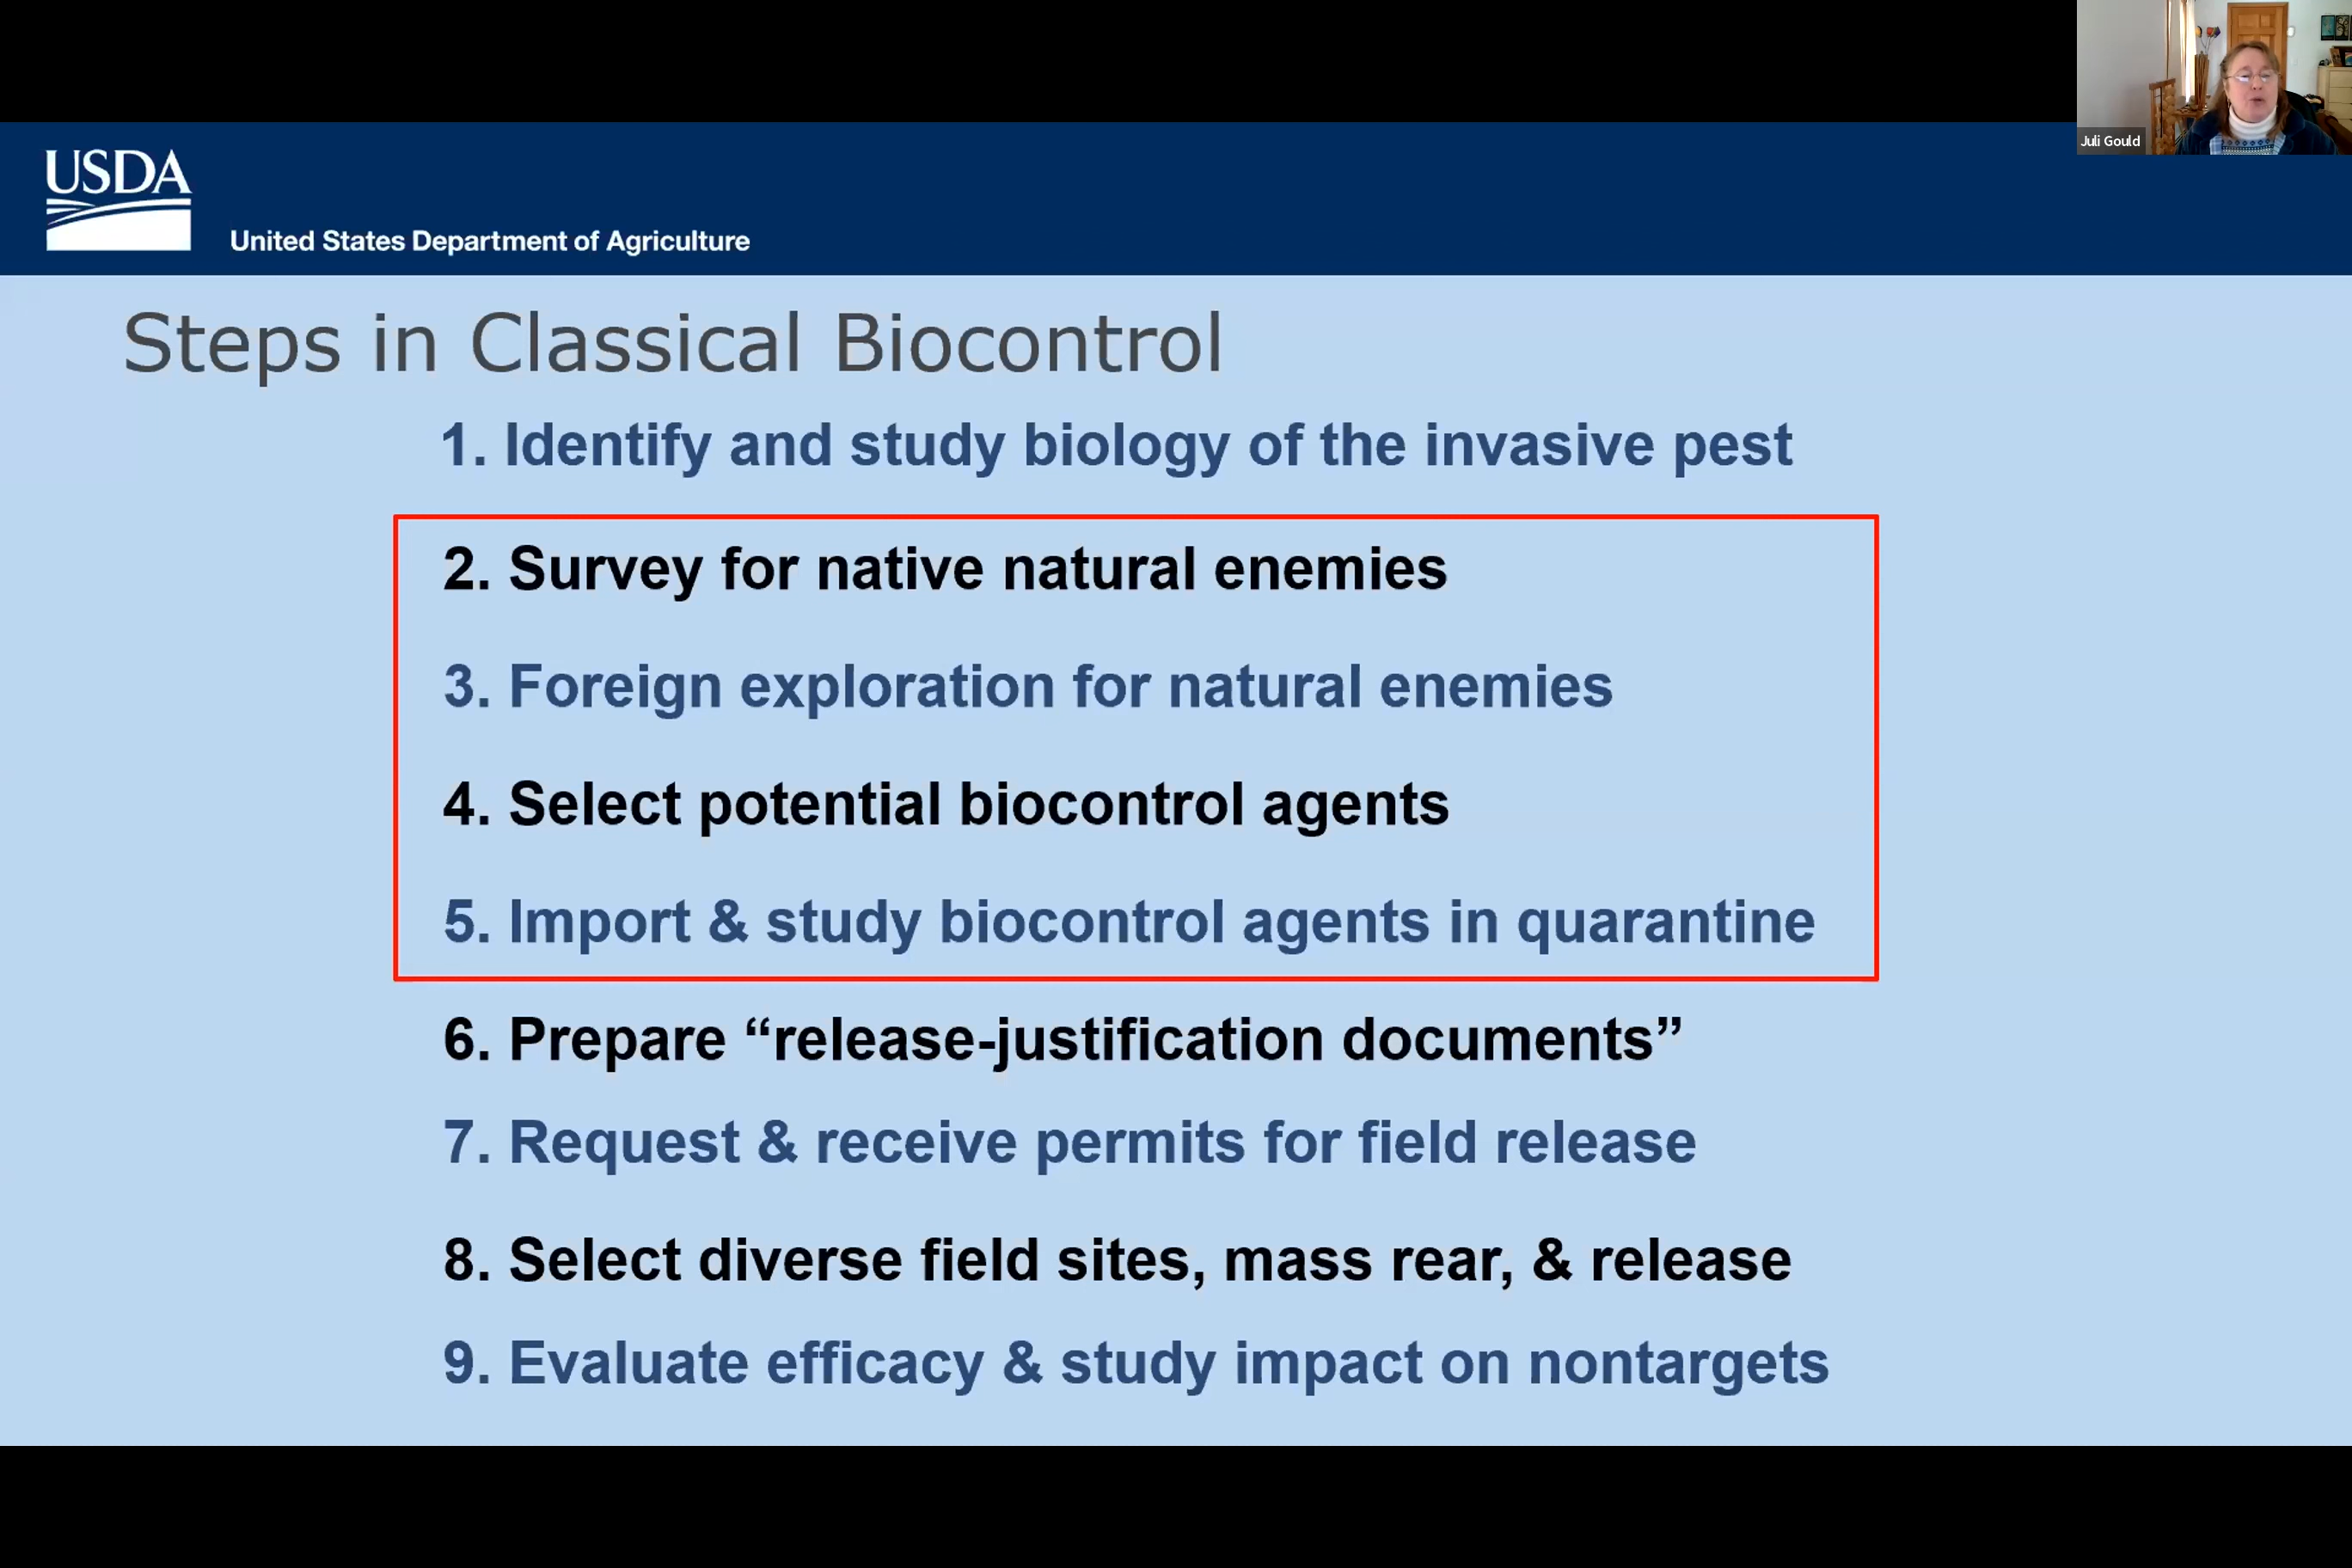 Juli Gould
USDA
United States Department of Agriculture
Steps in Classical Biocontrol
1. Identify and study biology of the invasive pest
2. Survey for native natural enemies
3. Foreign exploration for natural enemies
4. Select potential biocontrol agents
5. Import & study biocontrol agents in quarantine
6. Prepare “release-justification documents”
7. Request & receive permits for field release
8. Select diverse field sites, mass rear, & release
9. Evaluate efficacy & study impact on nontargets